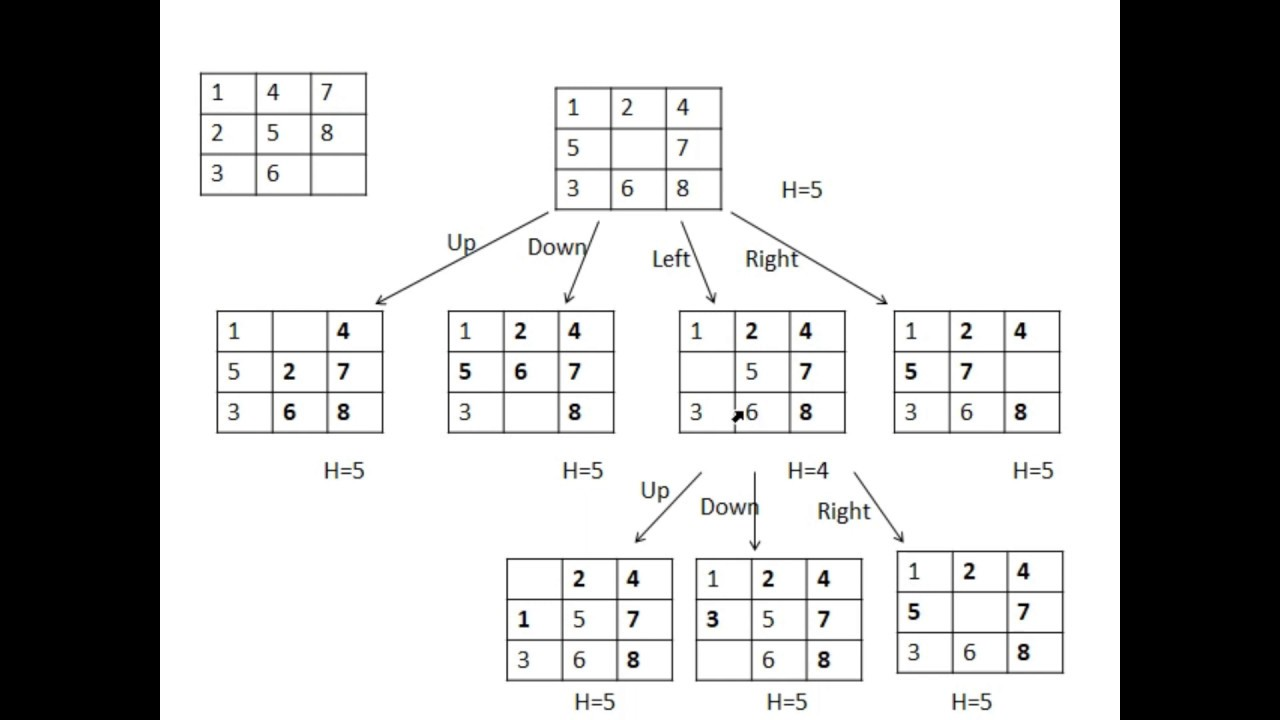 1 4 7
2 5 8
3 6
1 2 4
5 7
3 6 8
H=5
Up
Down
Left
Right
1 4
5 2 7
3 6 8
H=5
1 2 4
5 6 7
3 8
H=5
1 2 4
5 7
3 6 8
H=4
1 2 4
5 7
3 6 8
H=5
Up
Down
Right
2 4
1 5 7
3 6 8
H=5
1 2 4
3 5 7
6 8
H=5
1 2 4
5 7
3 6 8
H=5